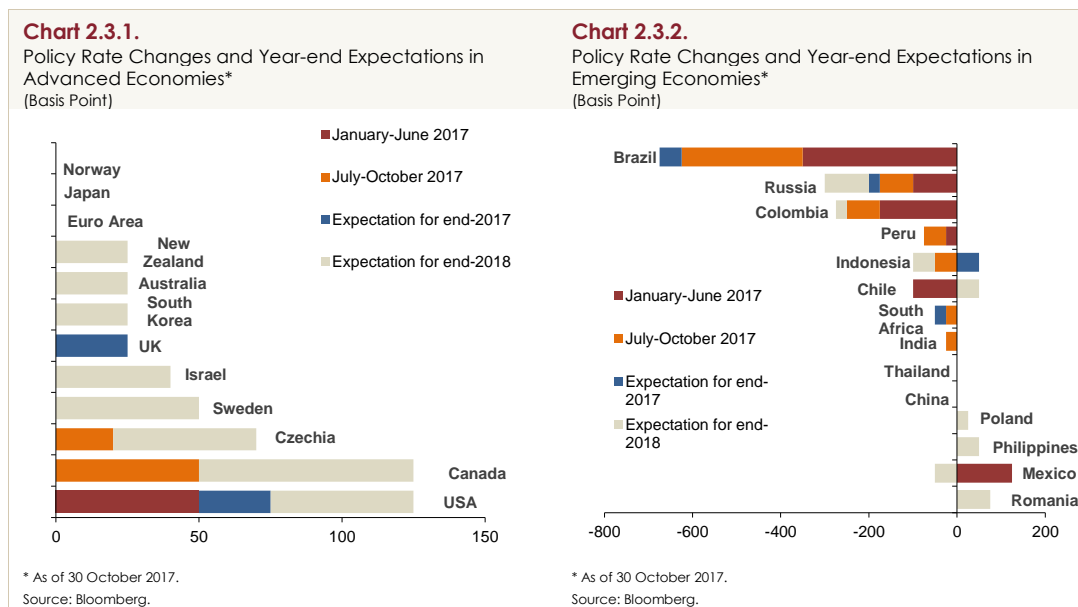 Chart 2.3.1.
Policy Rate Changes and Year-end Expectations in
Advanced Economies*
(Basis Point)
January-June 2017
July-October 2017
Expectation for end-2017
Expectation for end-2018
Norway
Japan
Euro Area
New
Zealand
Australia
South
Korea
UK
Israel
Sweden
Czechia
Canada
USA
0
50
100
150
* As of 30 October 2017.
Source: Bloomberg.
Chart 2.3.2.
Policy Rate Changes and Year-end Expectations in
Emerging Economies*
(Basis Point)
Brazil
Russia
Colombia
Peru
Indonesia
Chile
South
Africa
India
Thailand
China
Poland
Philippines
Mexico
Romania
January-June 2017
July-October 2017
Expectation for end-
2017
Expectation for end-
2018
-800
-600
-400
-200
0
200
* As of 30 October 2017.
Source: Bloomberg.